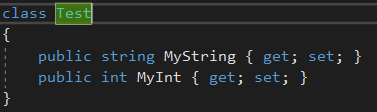 class Test
{
    public string MyString { get; set; }
    public int MyInt { get; set; }
}